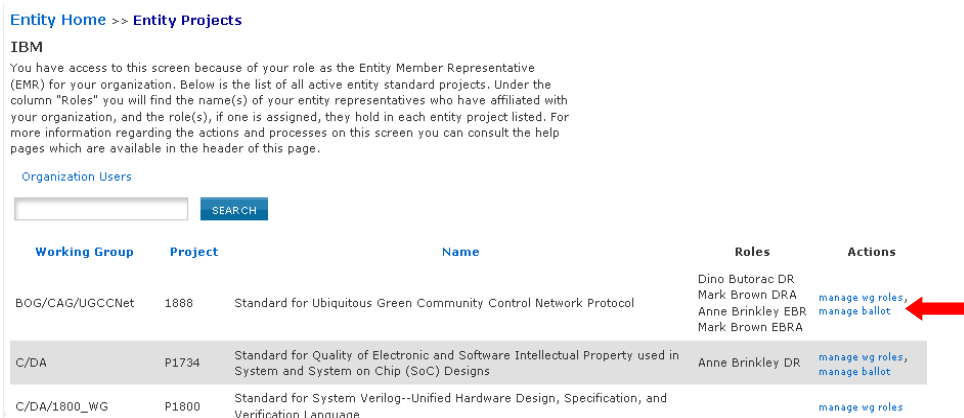 Entity Home >> Entity Projects
IBM
You have access to this screen because of your role as the Entity Member Representative
(EMR) for your organization. Below is the list of all active entity standard projects. Under the
column "Roles" you will find the name(s) of your entity representatives who have affiliated with
your organization, and the role(s), if one is assigned, they hold in each entity project listed. For
more information regarding the actions and processes on this screen you can consult the help
pages which are available in the header of this page.
Organization Users
SEARCH
Working Group Project Name Roles Actions
BOG/CAG/UGCCNet 1888 Standard for Ubiquitous Green Community Control Network Protocol
Dino Butorac DR
Mark Brown DRA
Anne Brinkley EBR
Mark Brown EBRA
manage wg roles,
manage ballot
C/DA P1734
Standard for Quality of Electronic and Software Intellectual Property used in
System and System on Chip (SoC) Designs
Anne Brinkley DR
manage wg roles,
manage ballot
C/DA/1800_WG P1800
Standard for System Verilog--Unified Hardware Design, Specification, and
Verification Language
manage wg roles